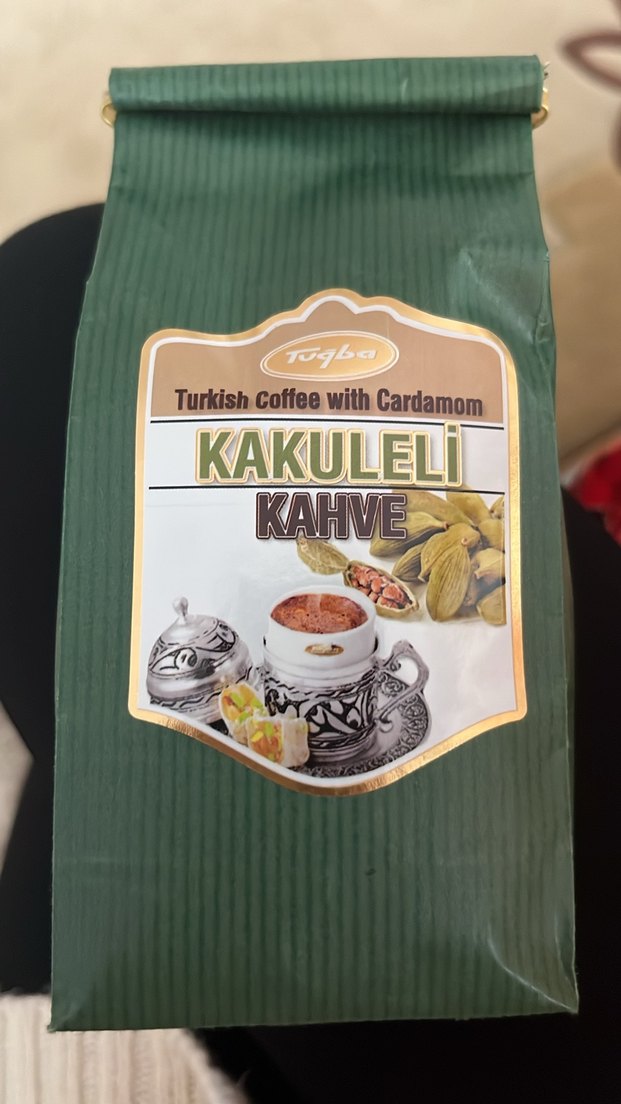 Tuğba
Turkish Coffee with Cardamom
KAKULELİ
KAHVE